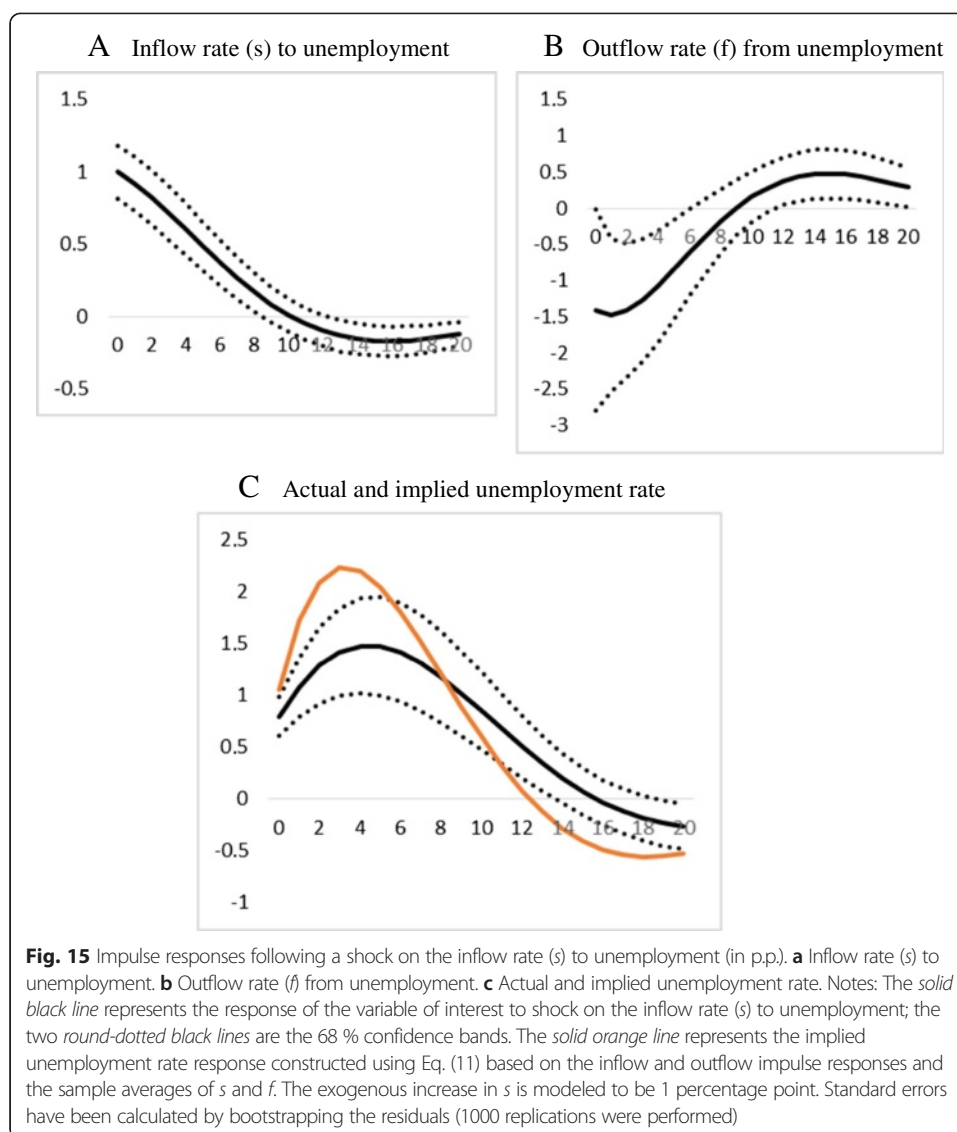 A Inflow rate (s) to unemployment
1.5
1
0.5
0
0 2 4 6 8 10 12 14 16 18 20
-0.5
B Outflow rate (f) from unemployment
1.5
1
0.5
0
0 2 4 6 8 10 12 14 16 18 20
-0.5
-1
-1.5
-2
-2.5
-3
C Actual and implied unemployment rate
2.5
2
1.5
1
0.5
0
0 2 4 6 8 10 12 14 16 18 20
-0.5
-1
Fig. 15 Impulse responses following a shock on the inflow rate (s) to unemployment (in p.p.). a Inflow rate (s) to
unemployment. b Outflow rate (f) from unemployment. c Actual and implied unemployment rate. Notes: The solid
black line represents the response of the variable of interest to shock on the inflow rate (s) to unemployment; the
two round-dotted black lines are the 68 % confidence bands. The solid orange line represents the implied
unemployment rate response constructed using Eq. (11) based on the inflow and outflow impulse responses and
the sample averages of s and f. The exogenous increase in s is modeled to be 1 percentage point. Standard errors
have been calculated by bootstrapping the residuals (1000 replications were performed)